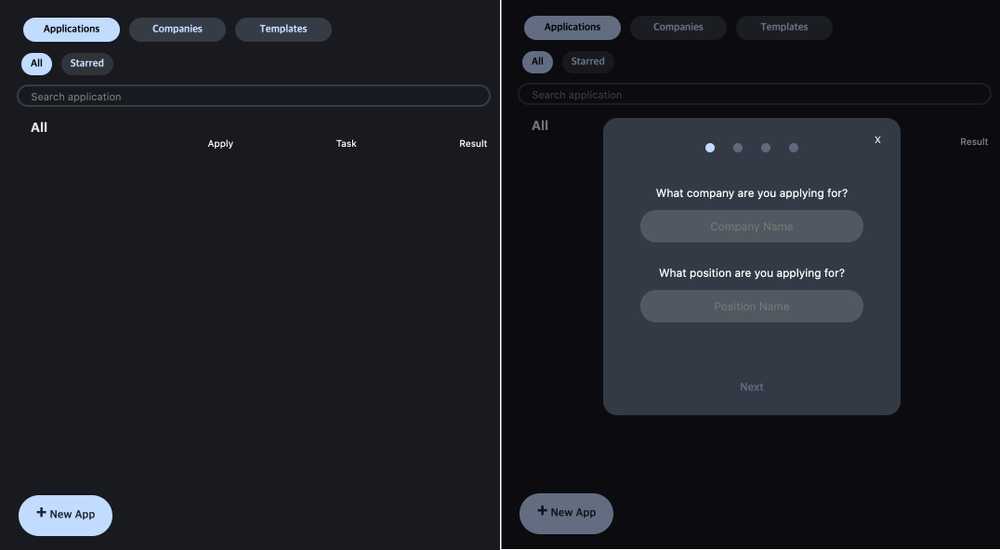 Applications Companies Templates
All Starred
Search application
All
Apply Task Result
+ New App
Applications Companies Templates
All Starred
Search application
All
Result
X
What company are you applying for?
Company Name
What position are you applying for?
Position Name
Next
+ New App